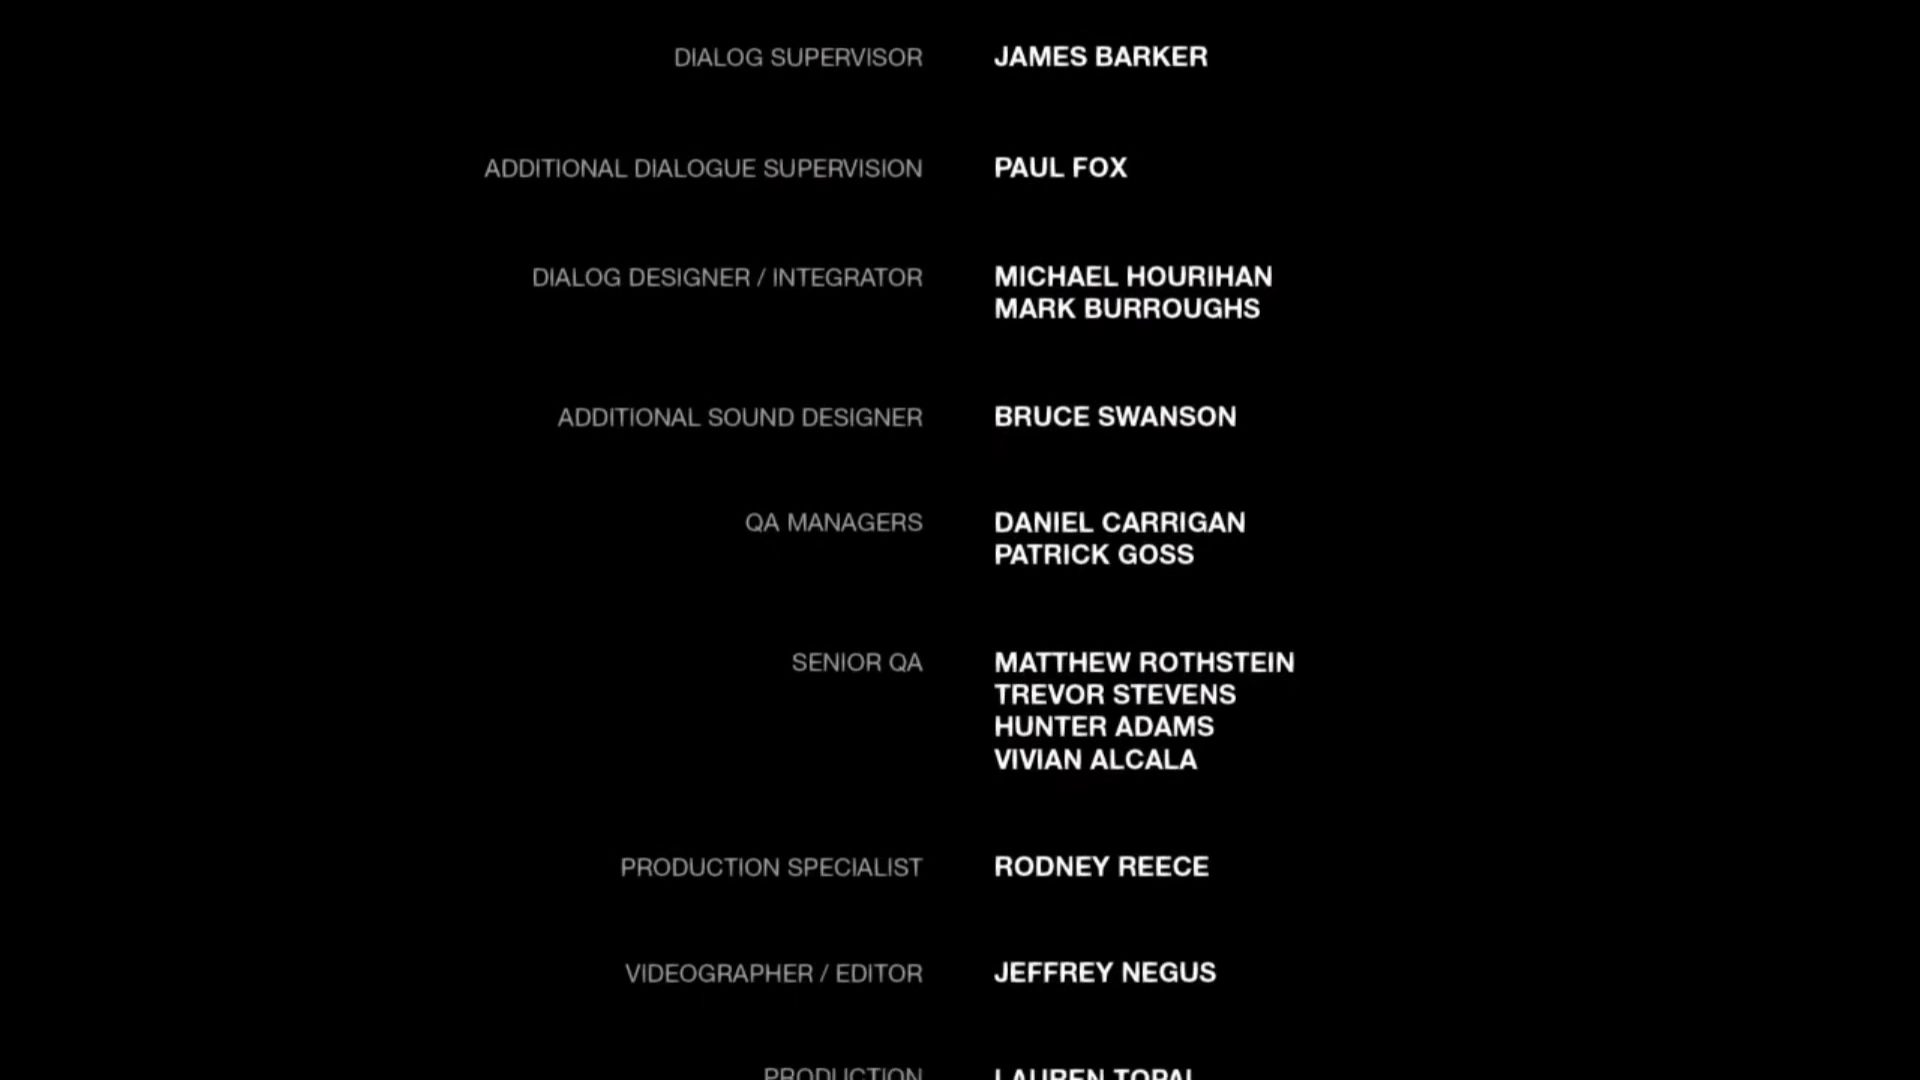 DIALOG SUPERVISOR JAMES BARKER
ADDITIONAL DIALOGUE SUPERVISION PAUL FOX
DIALOG DESIGNER / INTEGRATOR MICHAEL HOURIHAN
MARK BURROUGHS
ADDITIONAL SOUND DESIGNER BRUCE SWANSON
QA MANAGERS DANIEL CARRIGAN
PATRICK GOSS
SENIOR QA MATTHEW ROTHSTEIN
TREVOR STEVENS
HUNTER ADAMS
VIVIAN ALCALA
PRODUCTION SPECIALIST RODNEY REECE
VIDEOGRAPHER / EDITOR JEFFREY NEGUS
PRODUCTION LAUREN